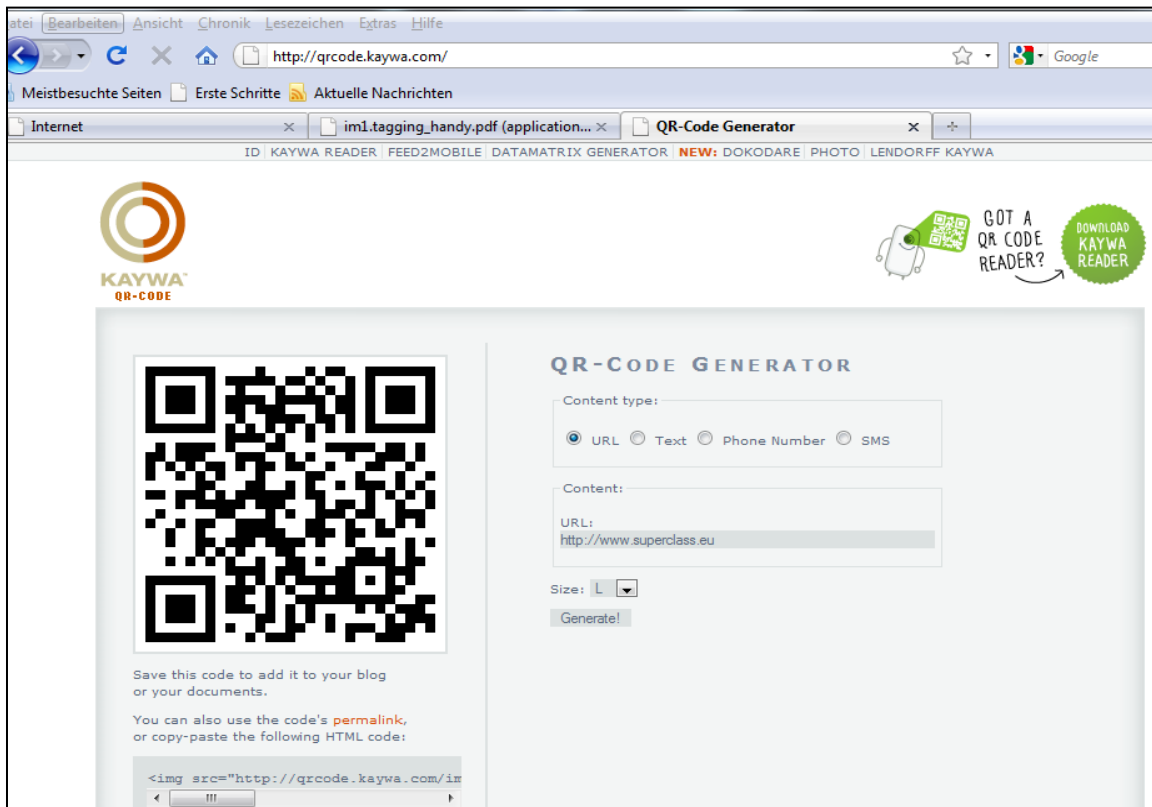 atei Bearbeiten Ansicht Chronik Lesezeichen Extras Hilfe
http://qrcode.kaywa.com/
Google
Meistbesuchte Seiten Erste Schritte Aktuelle Nachrichten
Internet im1.tagging_handy.pdf (application... QR-Code Generator
ID KAYWA READER FEED2MOBILE DATAMATRIX GENERATOR NEW: DOKODARE PHOTO LENDORFF KAYWA
KAYWA
QR-CODE
GOT A
QR CODE
READER?
DOWNLOAD
KAYWA
READER
QR-CODE GENERATOR
Content type:
URL Text Phone Number SMS
Content:
URL:
http://www.superclass.eu
Size: L
Generate!
Save this code to add it to your blog
or your documents.
You can also use the code's permalink,
or copy-paste the following HTML code:
<img src="http://qrcode.kaywa.com/im